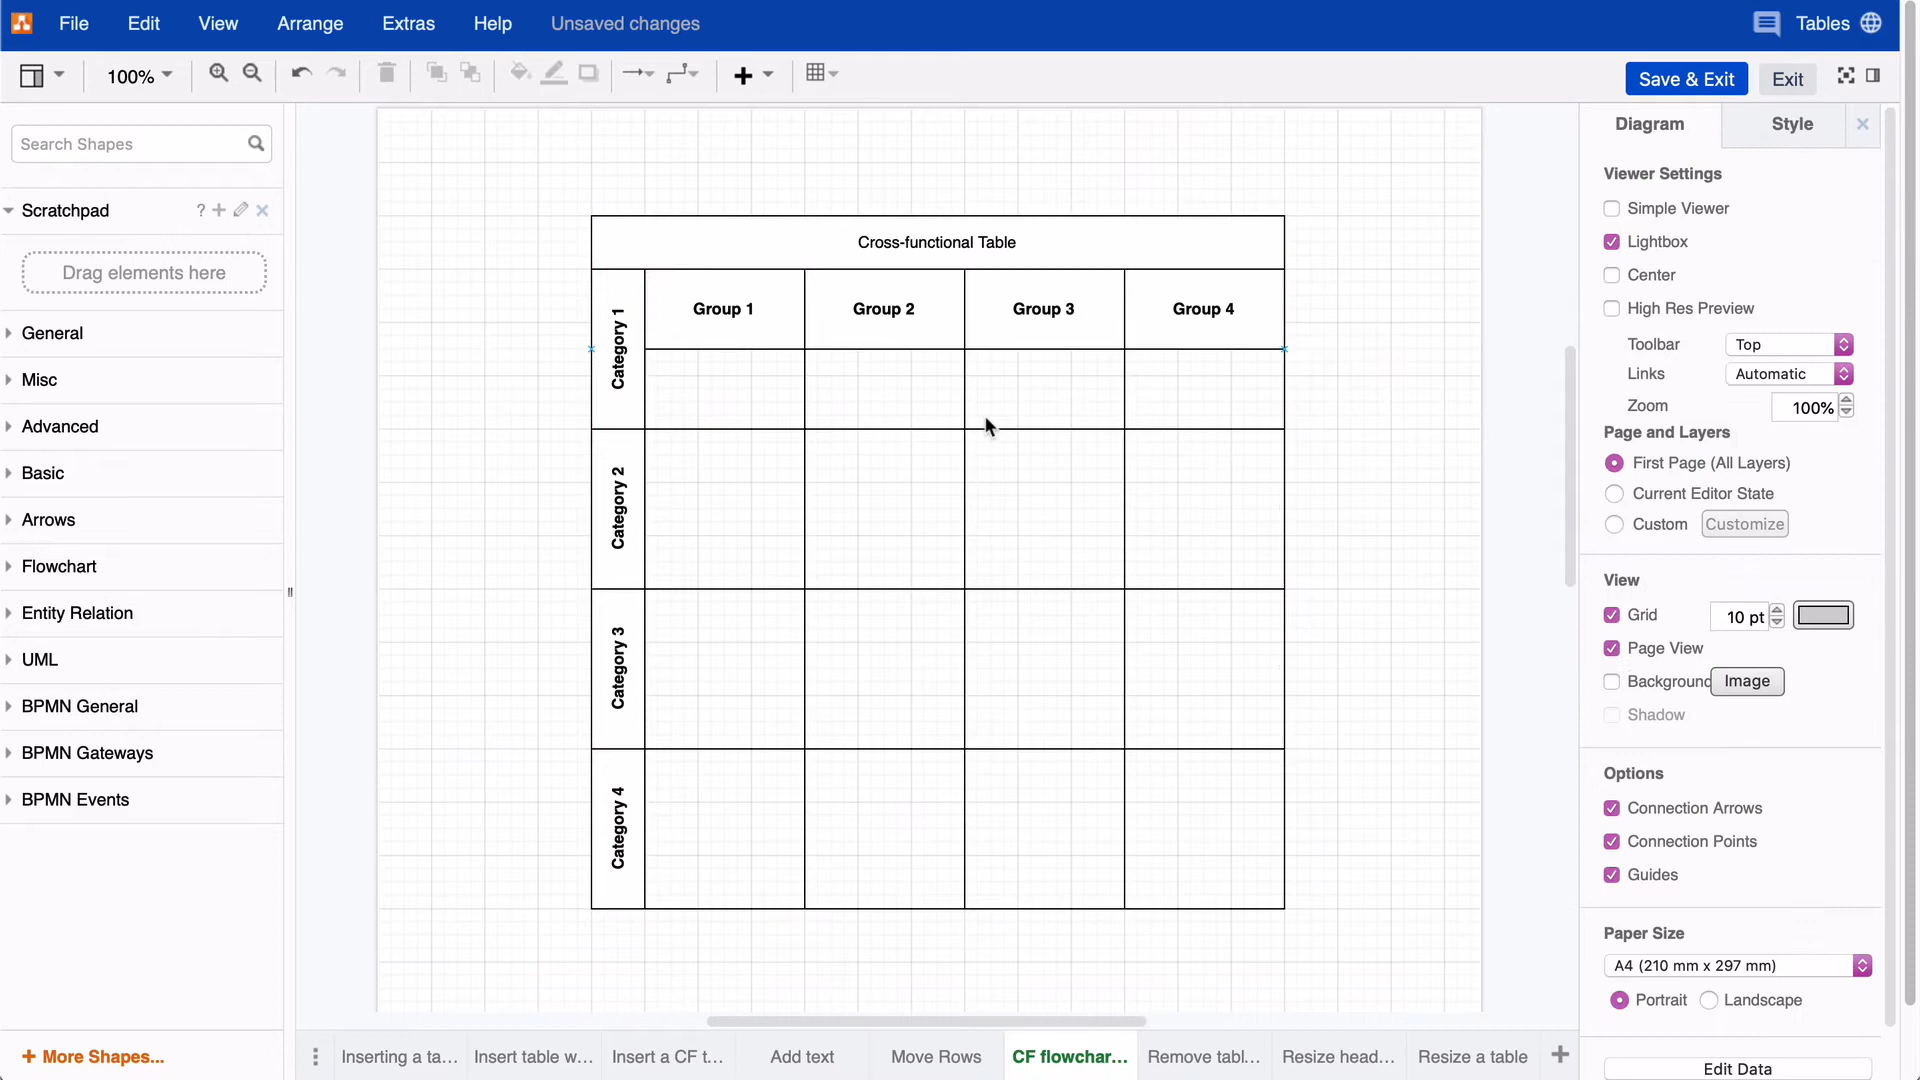 File Edit View Arrange Extras Help Unsaved changes Tables
100%
Save & Exit Exit
Search Shapes
Scratchpad ?
Drag elements here
General
Misc
Advanced
Basic
Arrows
Flowchart
Entity Relation
UML
BPMN General
BPMN Gateways
BPMN Events
+ More Shapes...
Cross-functional Table
Group 1 Group 2 Group 3 Group 4
Category 1
Category 2
Category 3
Category 4
Diagram Style
Viewer Settings
Simple Viewer
Lightbox
Center
High Res Preview
Toolbar Top
Links Automatic
Zoom 100%
Page and Layers
First Page (All Layers)
Current Editor State
Custom Customize
View
Grid 10 pt
Page View
Background Image
Shadow
Options
Connection Arrows
Connection Points
Guides
Paper Size
A4 (210 mm x 297 mm)
Portrait Landscape
Edit Data
Inserting a ta... Insert table w... Insert a CF t... Add text Move Rows CF flowchar... Remove tabl... Resize head... Resize a table